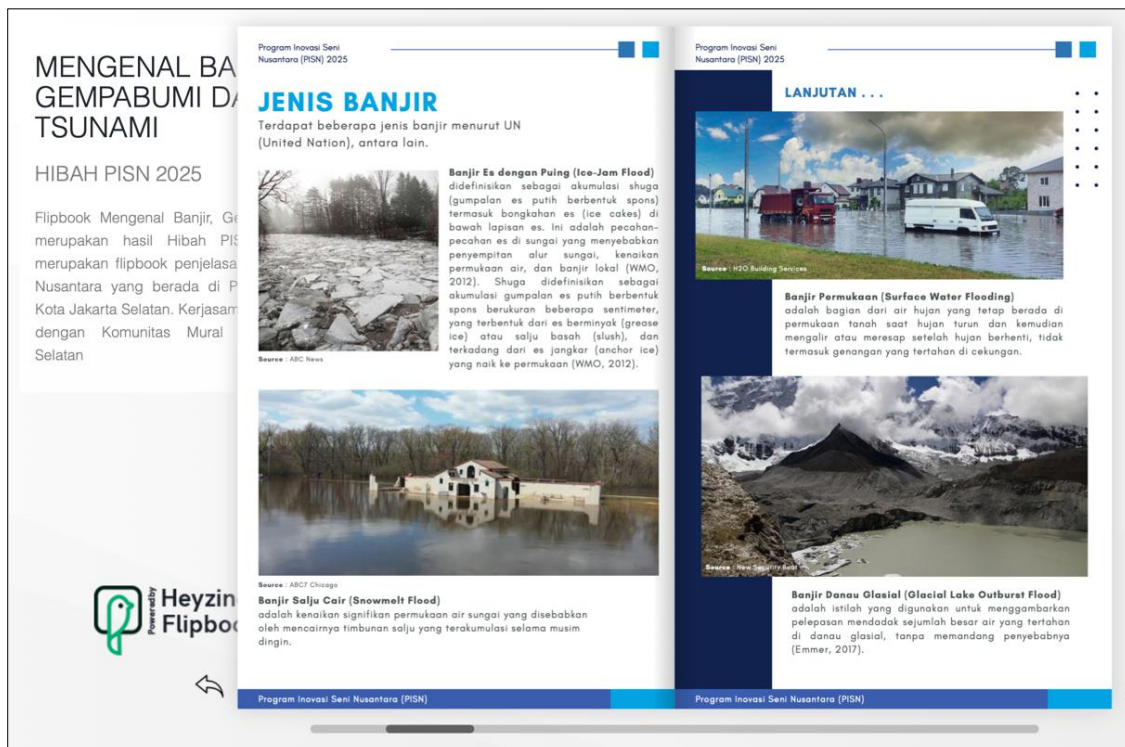 MENGENAL BA
GEMPABUMI DA
TSUNAMI
HIBAH PISN 2025
Flipbook Mengenal Banjir, Ge
merupakan hasil Hibah PIS
merupakan flipbook penjelasa
Nusantara yang berada di P
Kota Jakarta Selatan. Kerjasam
dengan Komunitas Mural
Selatan
Powered by
Heyzin
Flipboo
Program Inovasi Seni
Nusantara (PISN) 2025
JENIS BANJIR
Terdapat beberapa jenis banjir menurut UN
(United Nation), antara lain.
Banjir Es dengan Puing (Ice-Jam Flood)
didefinisikan sebagai akumulasi shuga
(gumpalan es putih berbentuk spons)
termasuk bongkahan es (ice cakes) di
bawah lapisan es. Ini adalah pecahan-
pecahan es di sungai yang menyebabkan
penyempitan alur sungai, kenaikan
permukaan air, dan banjir lokal (WMO,
2012). Shuga didefinisikan sebagai
akumulasi gumpalan es putih berbentuk
spons berukuran beberapa sentimeter,
yang terbentuk dari es berminyak (grease
ice) atau salju basah (slush), dan
terkadang dari es jangkar (anchor ice)
yang naik ke permukaan (WMO, 2012).
Source : ABC News
Source : ABC7 Chicago
Banjir Salju Cair (Snowmelt Flood)
adalah kenaikan signifikan permukaan air sungai yang disebabkan
oleh mencairnya timbunan salju yang terakumulasi selama musim
dingin.
Program Inovasi Seni Nusantara (PISN)
Program Inovasi Seni
Nusantara (PISN) 2025
LANJUTAN . . .
Source : H2O Building Services
Banjir Permukaan (Surface Water Flooding)
adalah bagian dari air hujan yang tetap berada di
permukaan tanah saat hujan turun dan kemudian
mengalir atau meresap setelah hujan berhenti, tidak
termasuk genangan yang tertahan di cekungan.
Source : New Security Beat
Banjir Danau Glasial (Glacial Lake Outburst Flood)
adalah istilah yang digunakan untuk menggambarkan
pelepasan mendadak sejumlah besar air yang tertahan
di danau glasial, tanpa memandang penyebabnya
(Emmer, 2017).
Program Inovasi Seni Nusantara (PISN)